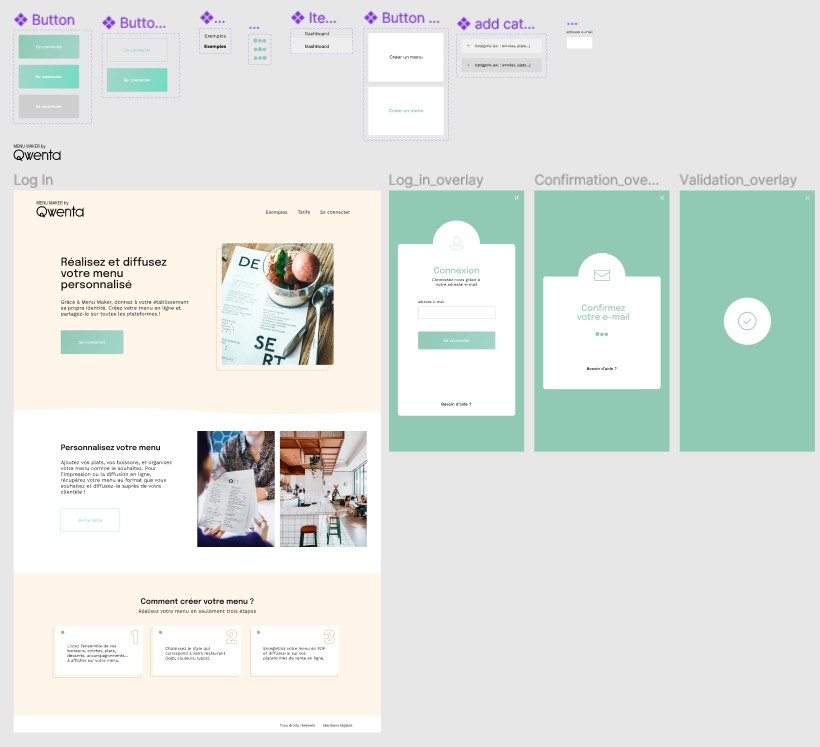 Button
Se connecter
Se connecter
Se connecter
Butto...
Se connecter
Se connecter
...
Exemples
Exemples
...
Ite...
Dashboard
Dashboard
Button ...
Créer un menu
Créer un menu
add cat...
+ Catégorie (ex : entrées, plats...)
+ Catégorie (ex : entrées, plats...)
...
adresse e-mail
MENU MAKER by
Qwenta
Log In
MENU MAKER by
Qwenta
Exemples Tarifs Se connecter
Réalisez et diffusez
votre menu
personnalisé
Grâce à Menu Maker, donnez à votre établissement
sa propre identité. Créez votre menu en ligne et
partagez-le sur toutes les plateformes !
Se connecter
DE
SE
RT
Personnalisez votre menu
Ajoutez vos plats, vos boissons, et organisez
votre menu comme le souhaitez. Pour
l'impression ou la diffusion en ligne,
récupérez votre menu au format que vous
souhaitez et diffusez-le auprès de votre
clientèle !
Comment créer votre menu ?
Réalisez votre menu en seulement trois étapes
1
Listez l'ensemble de vos
boissons, entrées, plats,
desserts, accompagnements...
à afficher sur votre menu.
2
Choisissez le style qui
correspond à votre restaurant
(logo, couleurs, typos).
3
Enregistrez votre menu en PDF
et diffusez-le sur vos
plateformes de vente en ligne.
Tous droits réservés Mentions légales
Log_in_overlay
Connexion
Connectez-vous grâce à
votre adresse e-mail
adresse e-mail
Se connecter
Besoin d'aide ?
Confirmation_ove...
Confirmez
votre e-mail
Besoin d'aide ?
Validation_overlay